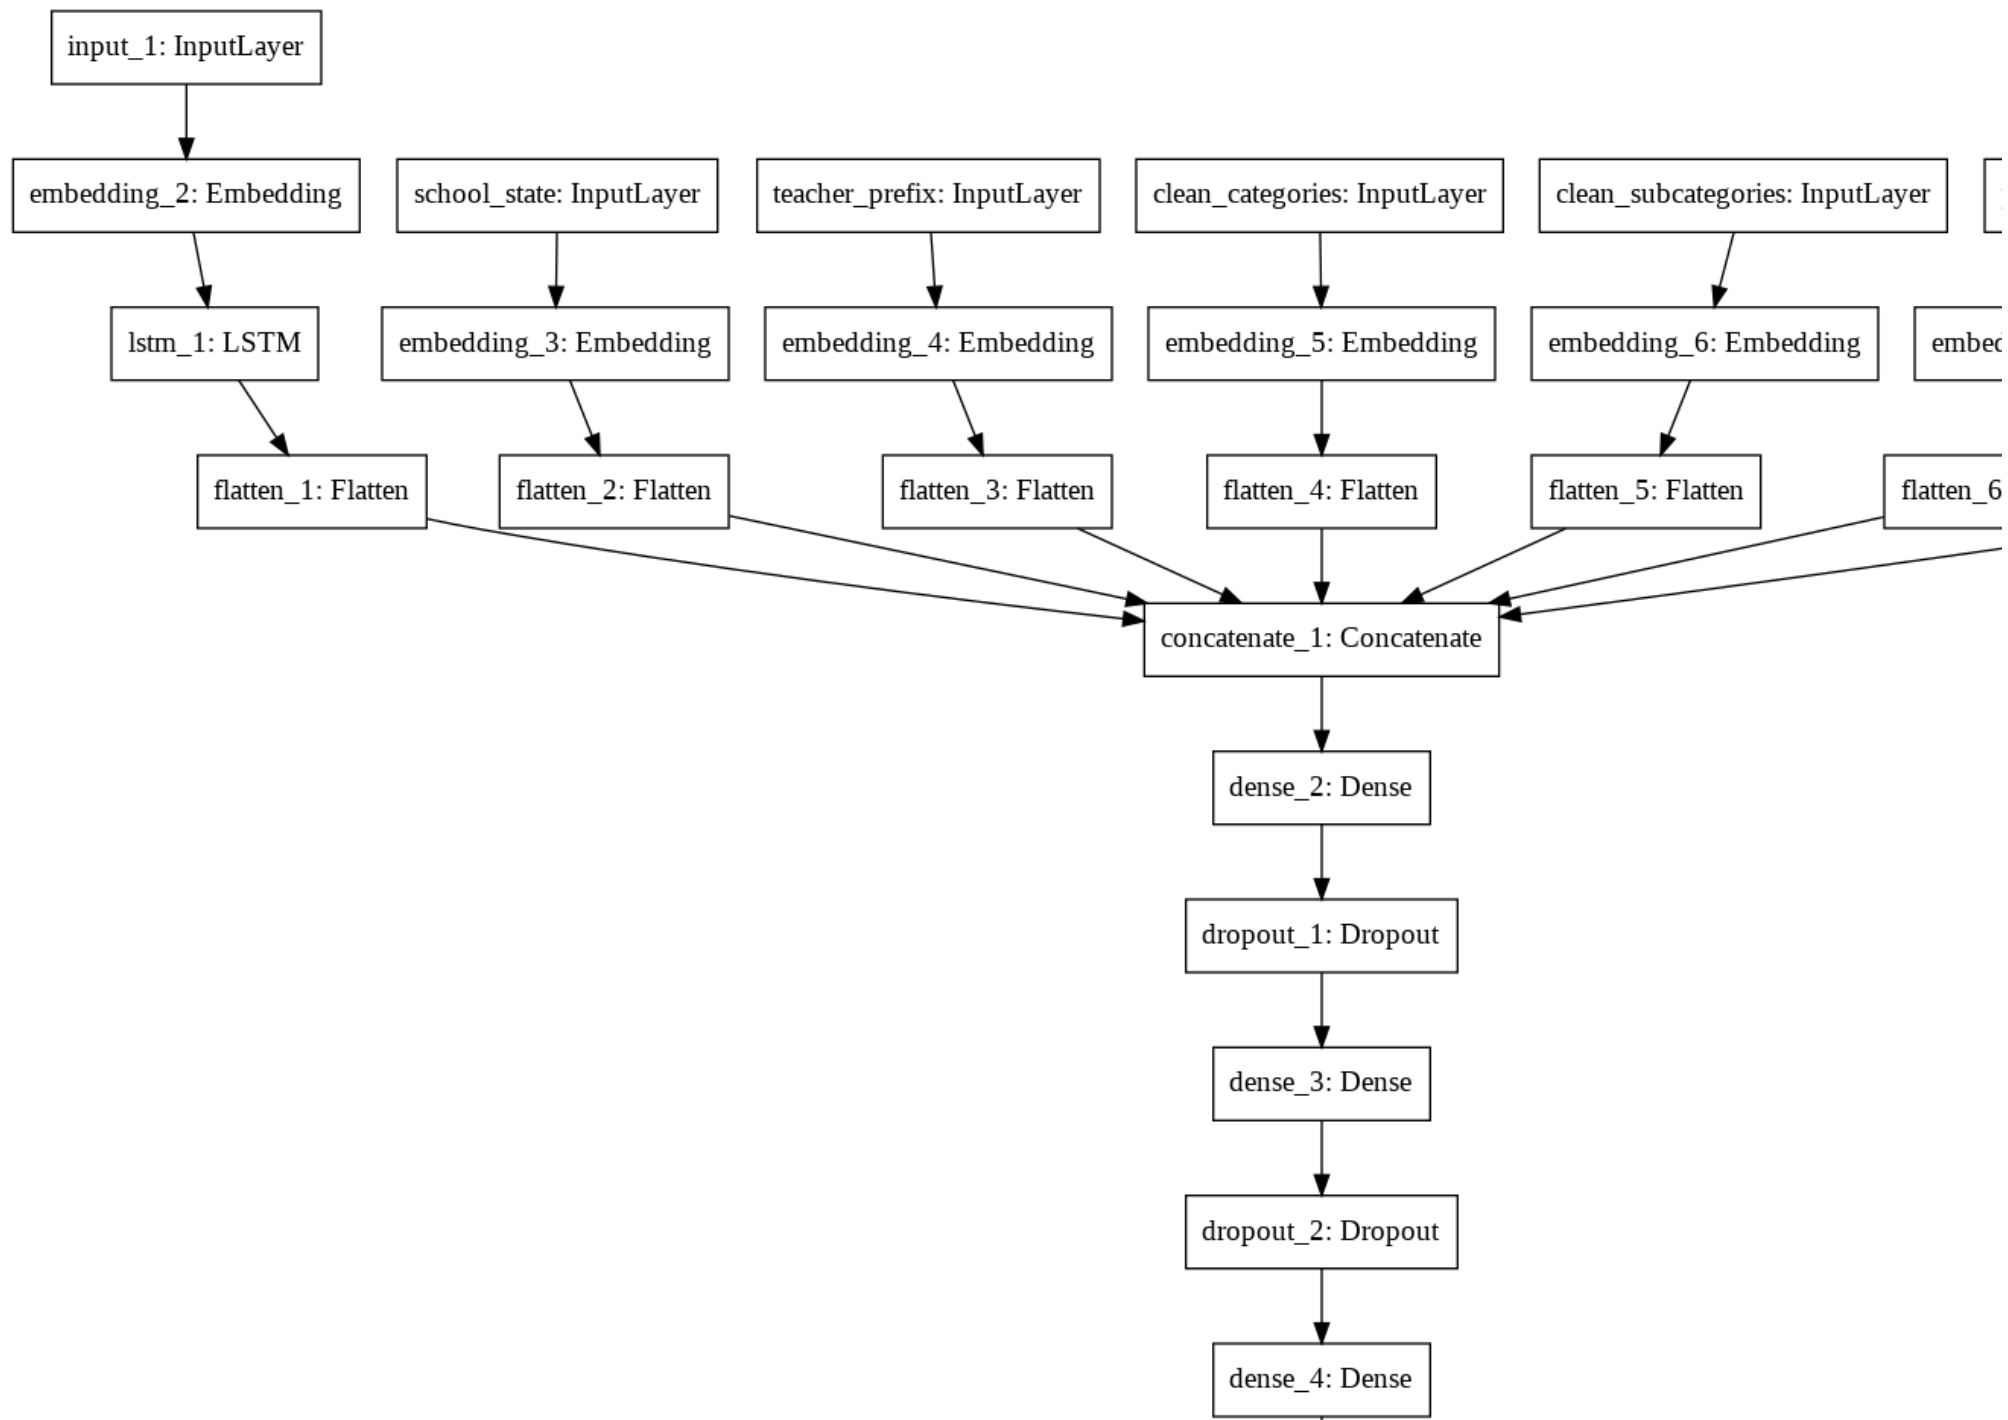 input_1: InputLayer
embedding_2: Embedding
school_state: InputLayer
teacher_prefix: InputLayer
clean_categories: InputLayer
clean_subcategories: InputLayer
lstm_1: LSTM
embedding_3: Embedding
embedding_4: Embedding
embedding_5: Embedding
embedding_6: Embedding
embed
flatten_1: Flatten
flatten_2: Flatten
flatten_3: Flatten
flatten_4: Flatten
flatten_5: Flatten
flatten_6
concatenate_1: Concatenate
dense_2: Dense
dropout_1: Dropout
dense_3: Dense
dropout_2: Dropout
dense_4: Dense